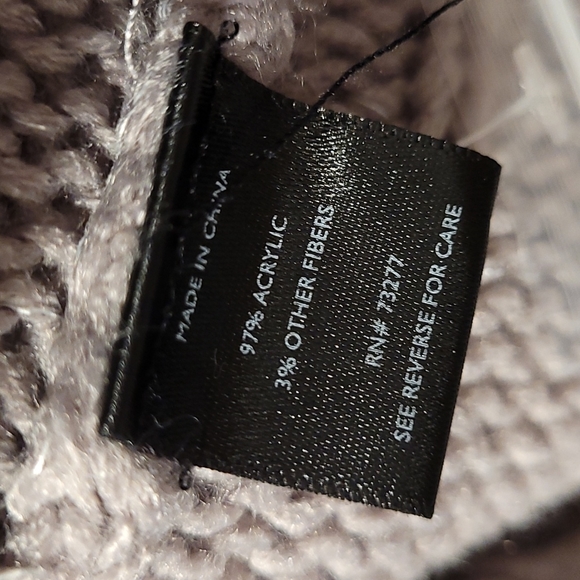 MADE IN CHINA
97% ACRYLIC
3% OTHER FIBERS
RN# 73277
SEE REVERSE FOR CARE